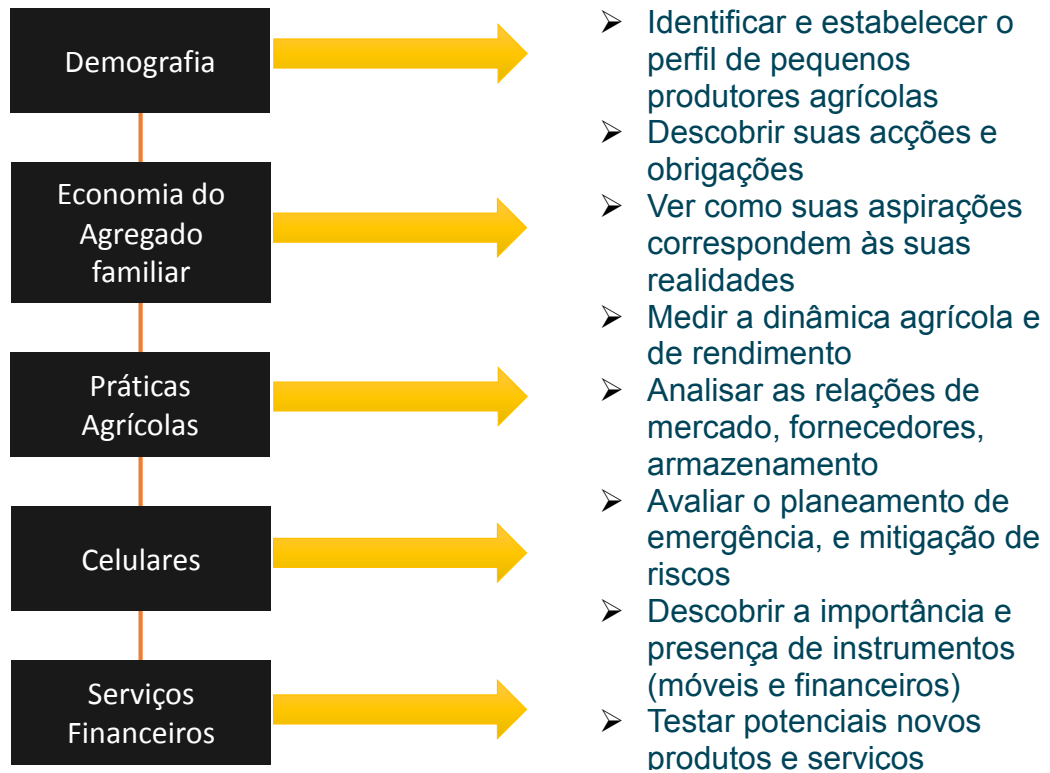 Demografia
Economia do
Agregado
familiar
Práticas
Agrícolas
Celulares
Serviços
Financeiros
➢ Identificar e estabelecer o
perfil de pequenos
produtores agrícolas
➢ Descobrir suas acções e
obrigações
➢ Ver como suas aspirações
correspondem às suas
realidades
➢ Medir a dinâmica agrícola e
de rendimento
➢ Analisar as relações de
mercado, fornecedores,
armazenamento
➢ Avaliar o planeamento de
emergência, e mitigação de
riscos
➢ Descobrir a importância e
presença de instrumentos
(móveis e financeiros)
➢ Testar potenciais novos
produtos e serviços